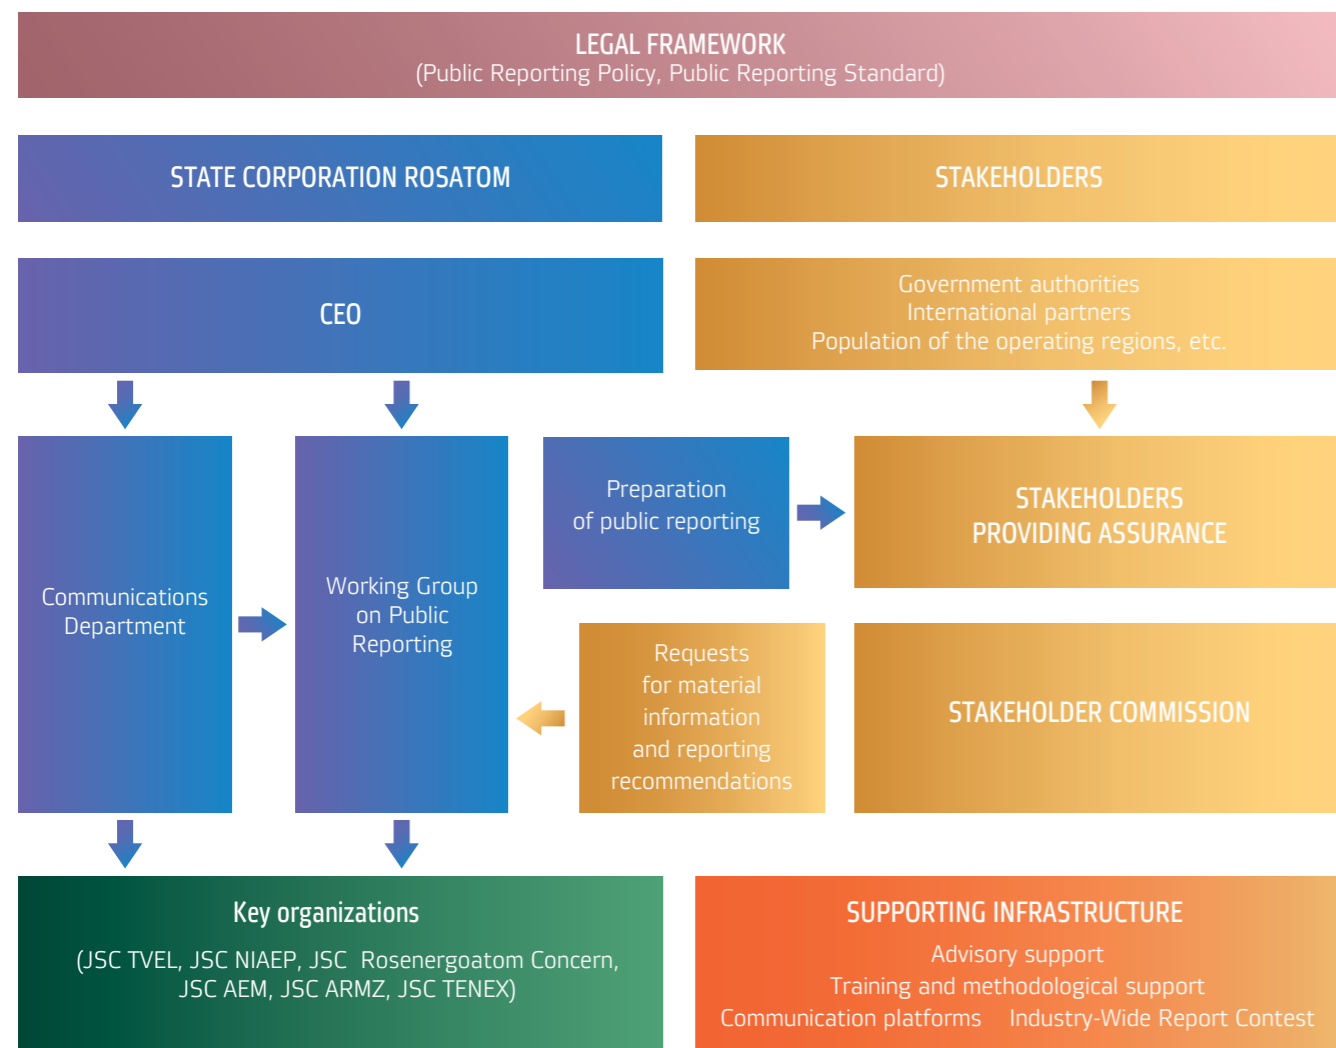 LEGAL FRAMEWORK
(Public Reporting Policy, Public Reporting Standard)
STATE CORPORATION ROSATOM
STAKEHOLDERS
CEO
Government authorities
International partners
Population of the operating regions, etc.
Communications
Department
Working Group
on Public
Reporting
Preparation
of public reporting
STAKEHOLDERS
PROVIDING ASSURANCE
Requests
for material
information
and reporting
recommendations
STAKEHOLDER COMMISSION
Key organizations
(JSC TVEL, JSC NIAEP, JSC Rosenergoatom Concern,
JSC AEM, JSC ARMZ, JSC TENEX)
SUPPORTING INFRASTRUCTURE
Advisory support
Training and methodological support
Communication platforms Industry-Wide Report Contest